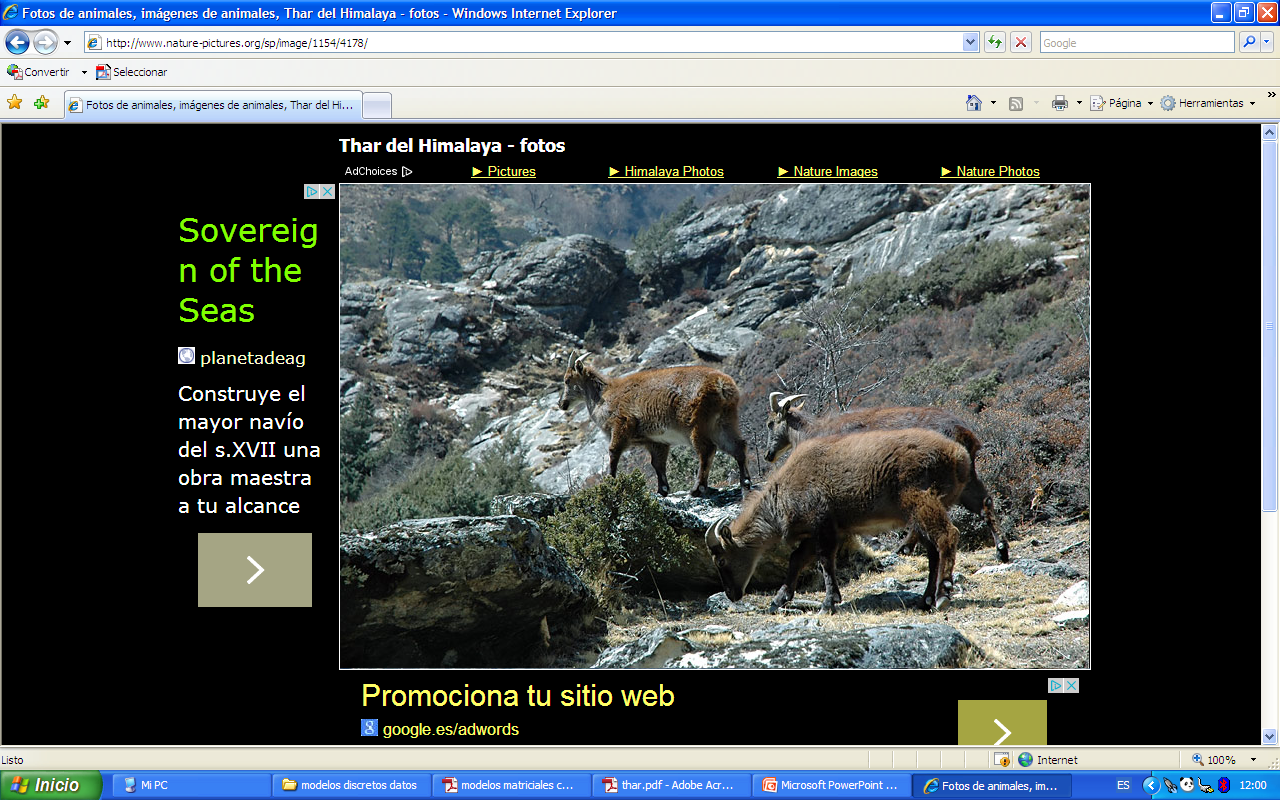 Fotos de animales, imágenes de animales, Thar del Himalaya - fotos - Windows Internet Explorer
http://www.nature-pictures.org/sp/image/1154/4178/
Google
Convertir
Seleccionar
Fotos de animales, imágenes de animales, Thar del Hi...
Página
Herramientas
Thar del Himalaya - fotos
AdChoices
► Pictures
► Himalaya Photos
► Nature Images
► Nature Photos
Sovereig
n of the
Seas
planetadeag
Construye el
mayor navío
del s.XVII una
obra maestra
a tu alcance
Promociona tu sitio web
google.es/adwords
Listo
Internet
100%
Inicio
Mi PC
modelos discretos datos
modelos matriciales c...
thar.pdf - Adobe Acr...
Microsoft PowerPoint ...
Fotos de animales, im...
ES
12:00